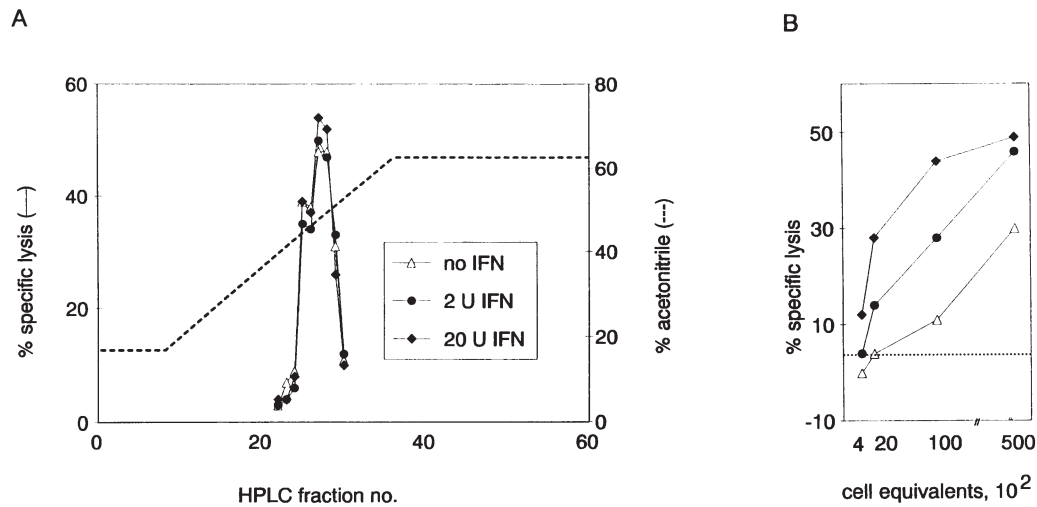 A
% specific lysis (—)
60
40
20
0
0
20
40
60
HPLC fraction no.
80
60
40
20
0
% acetonitrile (---)
no IFN
2 U IFN
20 U IFN
B
% specific lysis
50
30
10
-10
4 20 100 // 500
cell equivalents, 10²